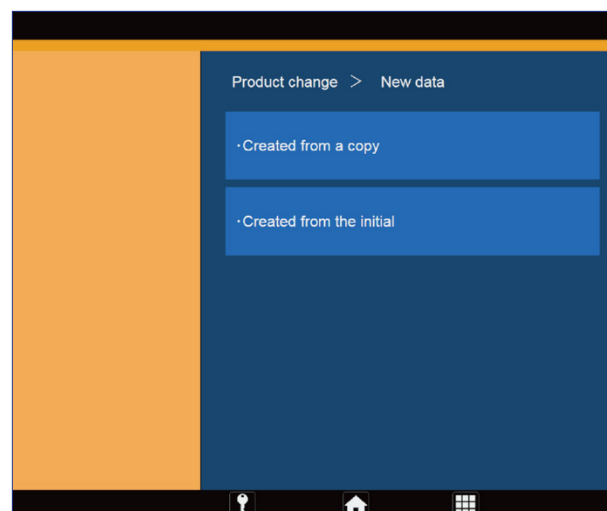 Product change > New data
·Created from a copy
·Created from the initial